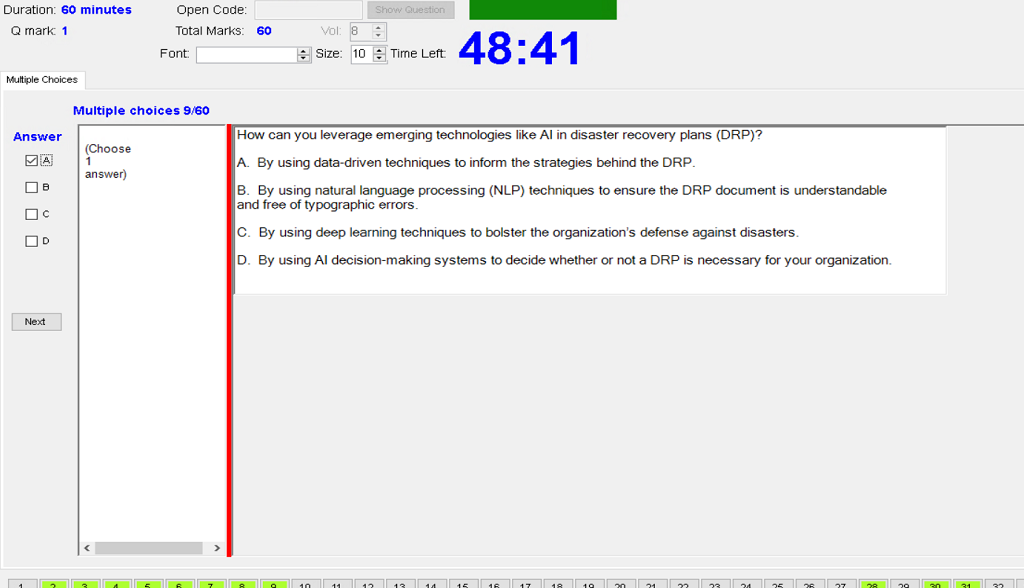 Duration: 60 minutes Open Code: Show Question
Q mark: 1 Total Marks: 60 Vol: 8
Font: Size: 10 Time Left: 48:41
Multiple Choices
Multiple choices 9/60
Answer
A
B
C
D
Next
(Choose
1
answer)
How can you leverage emerging technologies like AI in disaster recovery plans (DRP)?
A. By using data-driven techniques to inform the strategies behind the DRP.
B. By using natural language processing (NLP) techniques to ensure the DRP document is understandable
and free of typographic errors.
C. By using deep learning techniques to bolster the organization's defense against disasters.
D. By using AI decision-making systems to decide whether or not a DRP is necessary for your organization.
1 2 3 4 5 6 7 8 9 10 11 12 13 14 15 16 17 18 19 20 21 22 23 24 25 26 27 28 29 30 31 32